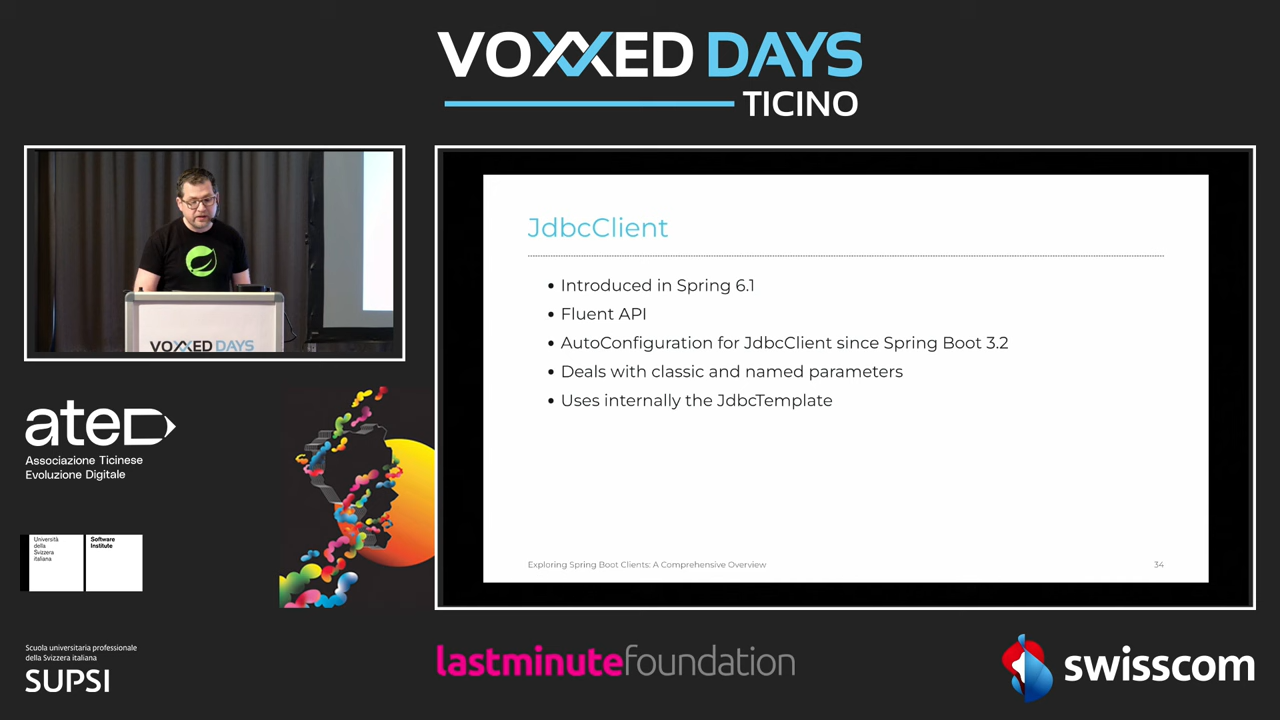 VOXXED DAYS
TICINO
VOXXED DAYS
JdbcClient
• Introduced in Spring 6.1
• Fluent API
• AutoConfiguration for JdbcClient since Spring Boot 3.2
• Deals with classic and named parameters
• Uses internally the JdbcTemplate
Exploring Spring Boot Clients: A Comprehensive Overview
34
ateD
Associazione Ticinese
Evoluzione Digitale
Università
della
Svizzera
italiana
Software
Institute
Scuola universitaria professionale
della Svizzera italiana
SUPSI
lastminutefoundation
swisscom